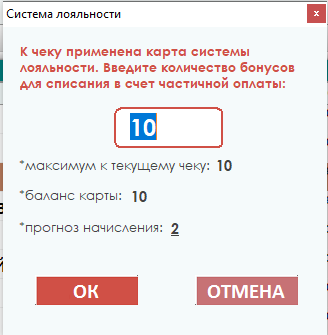 Система лояльности
К чеку применена карта системы
лояльности. Введите количество бонусов
для списания в счет частичной оплаты:
10
*максимум к текущему чеку: 10
*баланс карты: 10
*прогноз начисления: 2
ОК ОТМЕНА